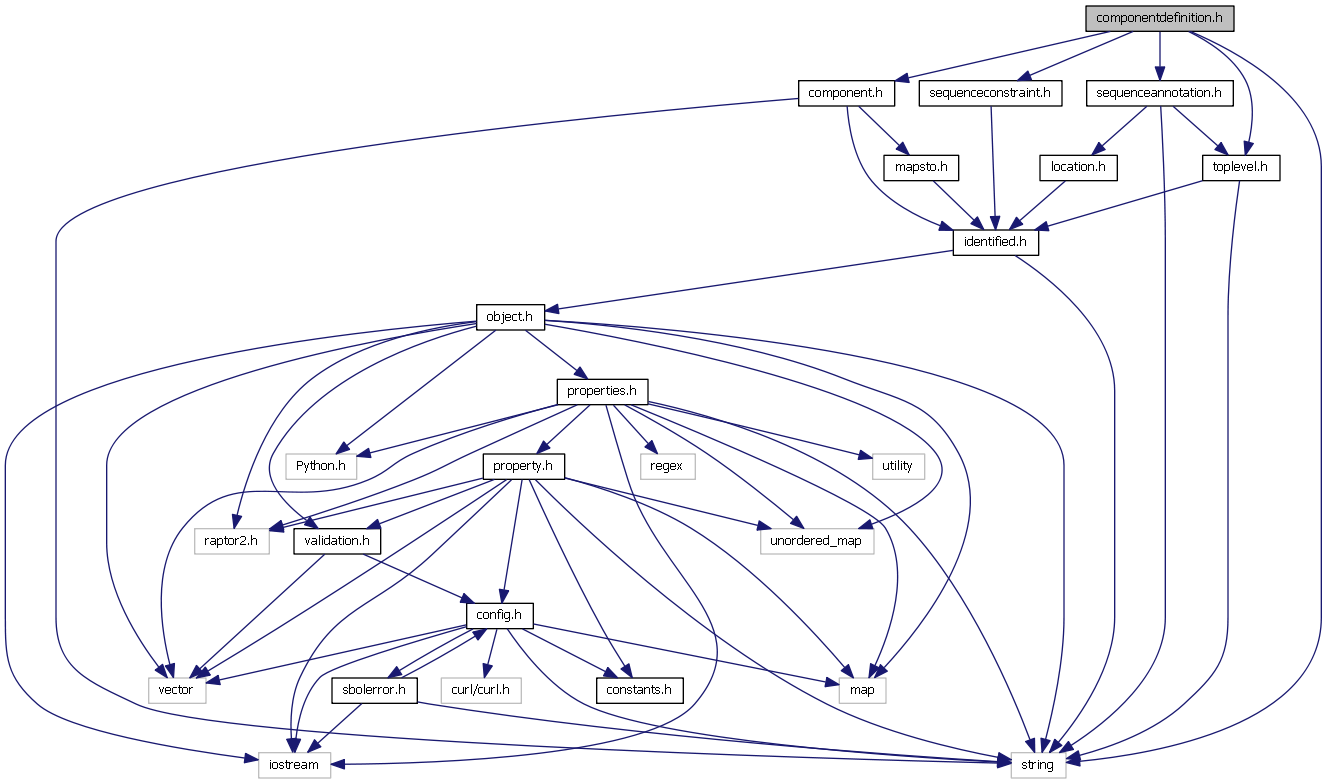 componentdefinition.h
component.h
sequenceconstraint.h
sequenceannotation.h
mapsto.h
location.h
toplevel.h
identified.h
object.h
properties.h
Python.h
property.h
regex
utility
raptor2.h
validation.h
unordered_map
config.h
vector
sbolerror.h
curl/curl.h
constants.h
map
iostream
string